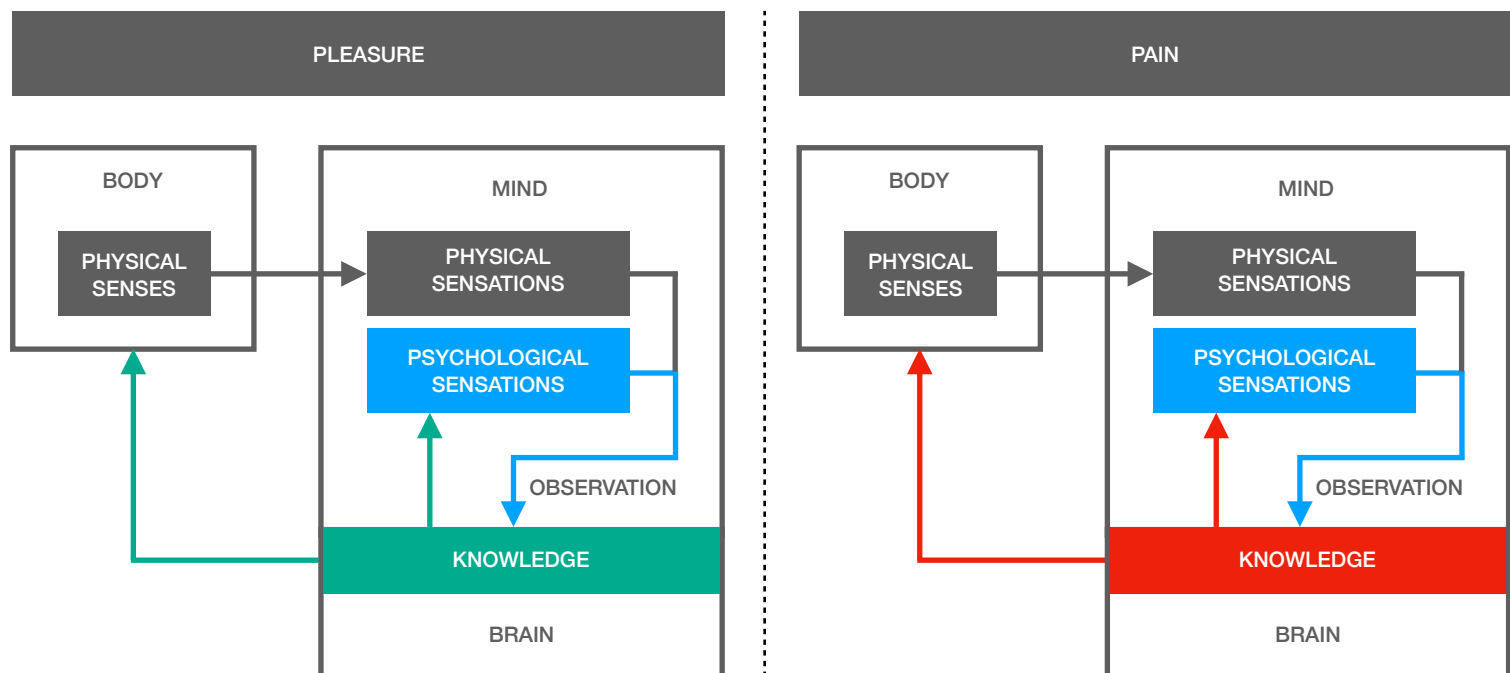 PLEASURE
BODY
MIND
PHYSICAL
SENSES
PHYSICAL
SENSATIONS
PSYCHOLOGICAL
SENSATIONS
OBSERVATION
KNOWLEDGE
BRAIN
PAIN
BODY
MIND
PHYSICAL
SENSES
PHYSICAL
SENSATIONS
PSYCHOLOGICAL
SENSATIONS
OBSERVATION
KNOWLEDGE
BRAIN